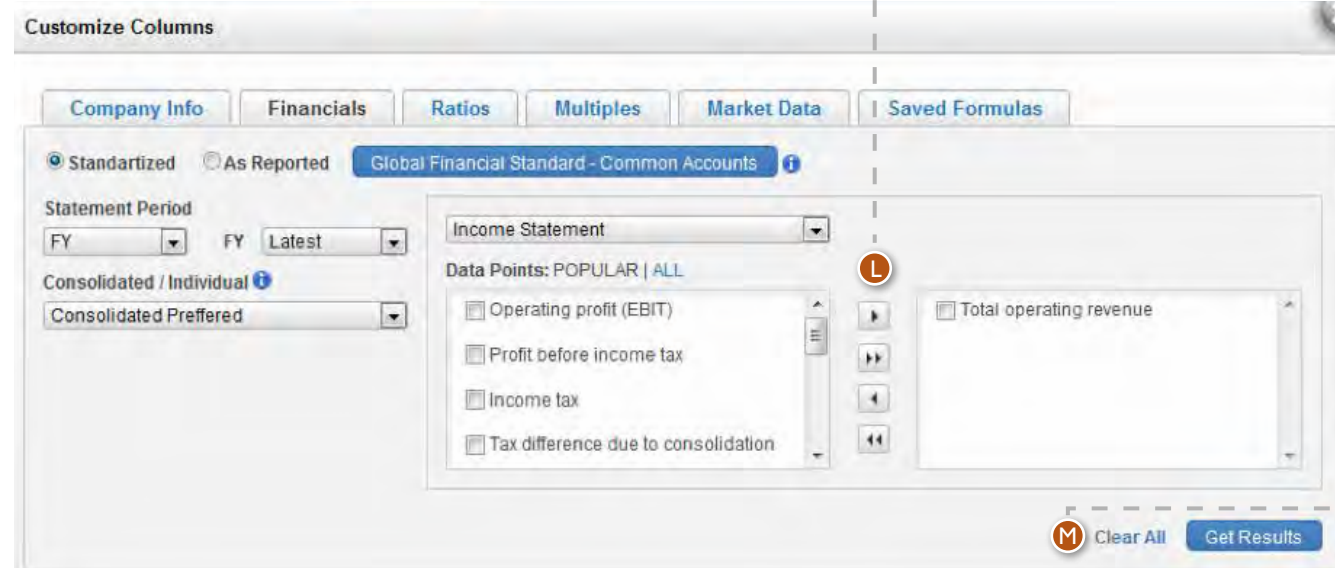 Customize Columns
Company Info Financials Ratios Multiples Market Data Saved Formulas
Standartized As Reported Global Financial Standard - Common Accounts i
Statement Period
FY FY Latest
Income Statement
Consolidated / Individual i
Data Points: POPULAR | ALL
L
Consolidated Preffered
Operating profit (EBIT)
Total operating revenue
Profit before income tax
Income tax
Tax difference due to consolidation
M Clear All Get Results